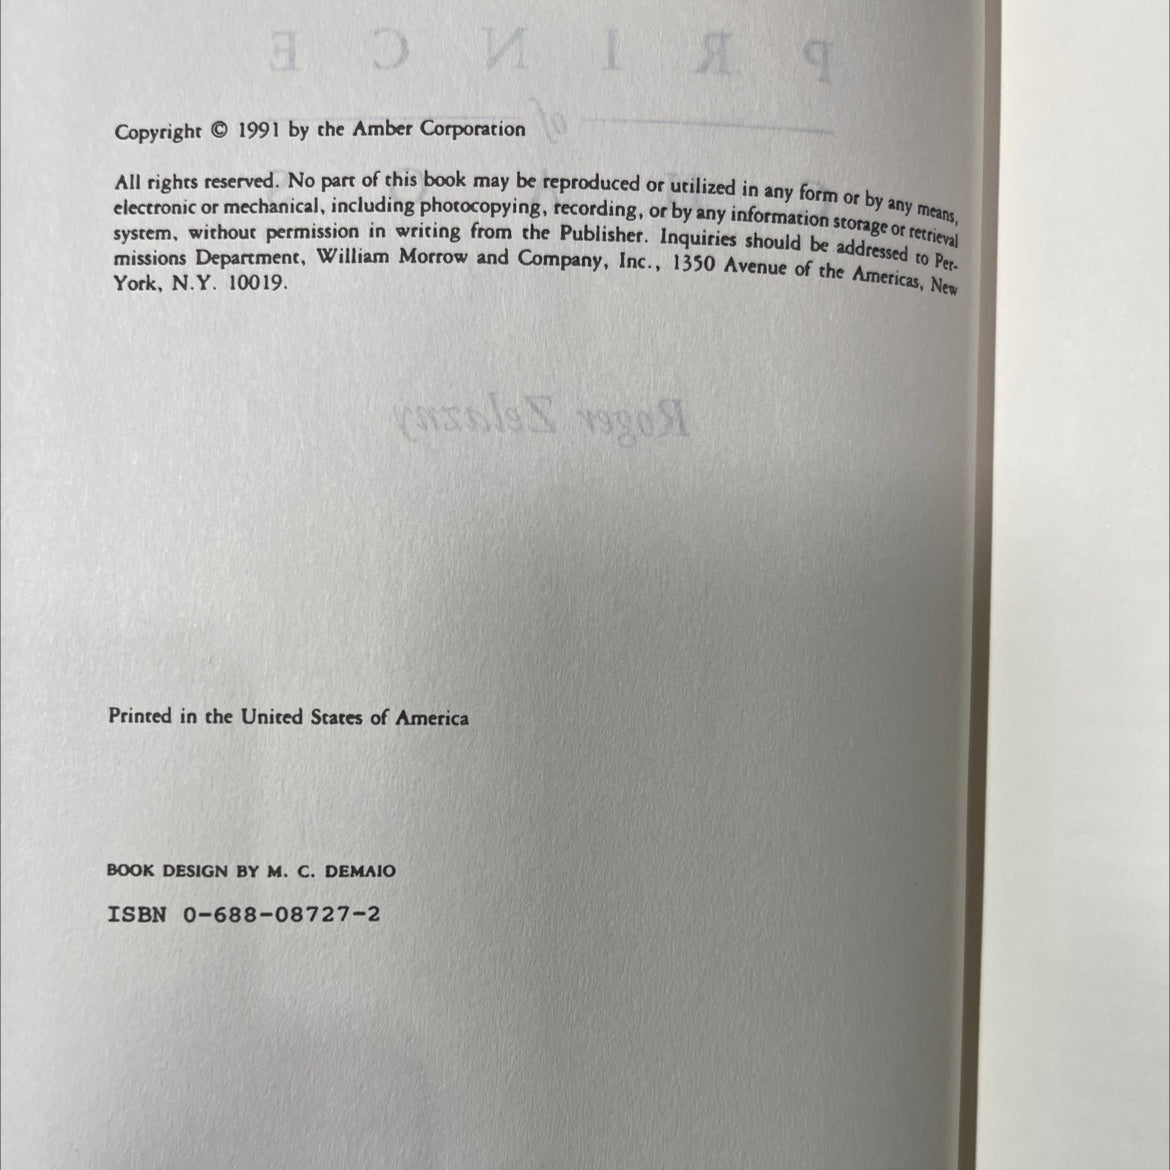 PRINCE
of
Copyright © 1991 by the Amber Corporation
All rights reserved. No part of this book may be reproduced or utilized in any form or by any means,
electronic or mechanical, including photocopying, recording, or by any information storage or retrieval
system, without permission in writing from the Publisher. Inquiries should be addressed to Per-
missions Department, William Morrow and Company, Inc., 1350 Avenue of the Americas, New
York, N.Y. 10019.
Roger Zelazny
Printed in the United States of America
BOOK DESIGN BY M. C. DEMAIO
ISBN 0-688-08727-2